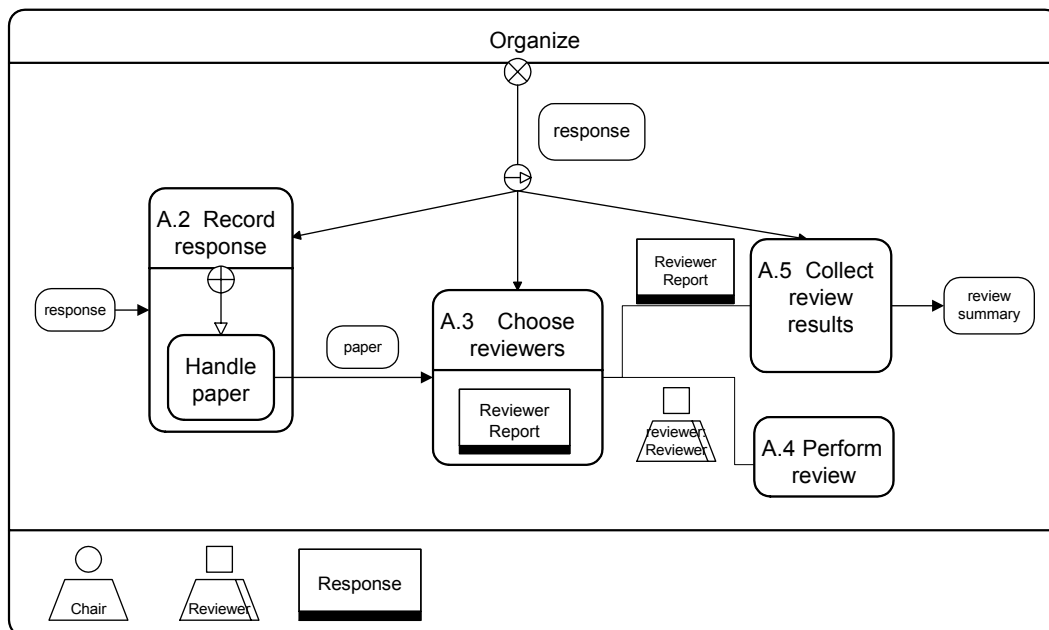 Organize
response
A.2 Record
response
response
Handle
paper
paper
A.3 Choose
reviewers
Reviewer
Report
Reviewer
Report
reviewer:
Reviewer
A.5 Collect
review
results
review
summary
A.4 Perform
review
Chair
Reviewer
Response